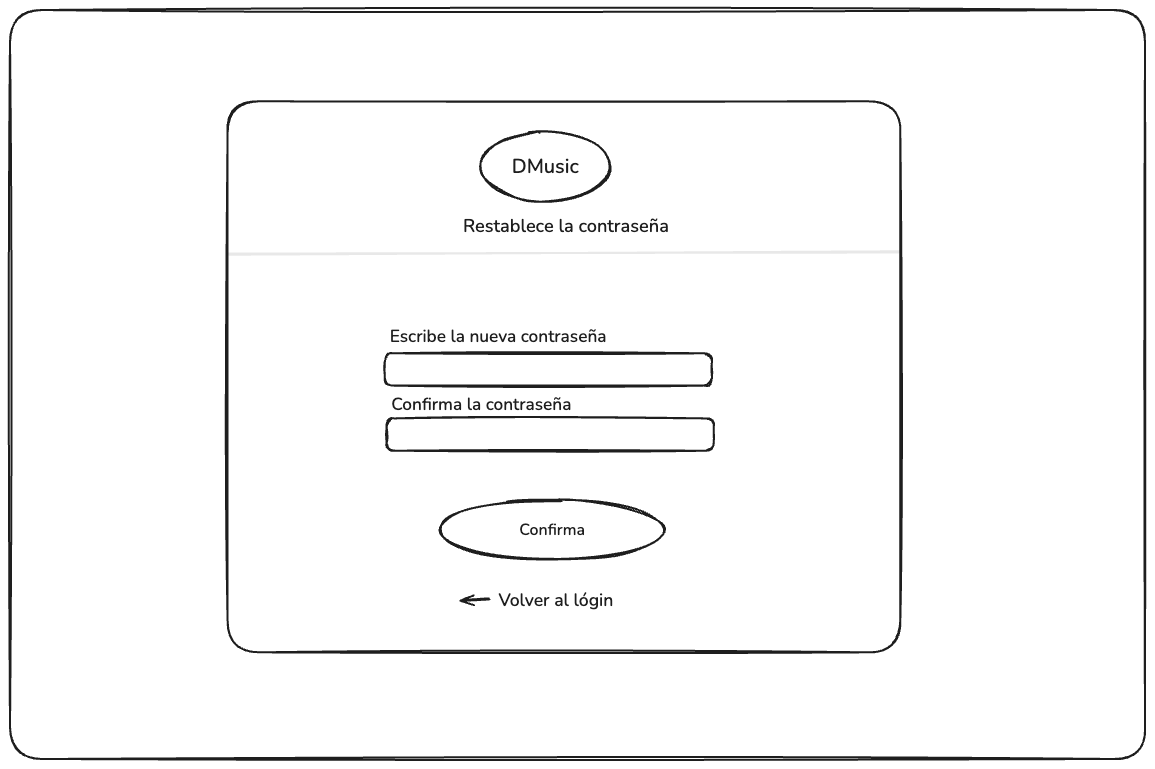 DMusic
Restablece la contraseña
Escribe la nueva contraseña
Confirma la contraseña
Confirma
Volver al lógin